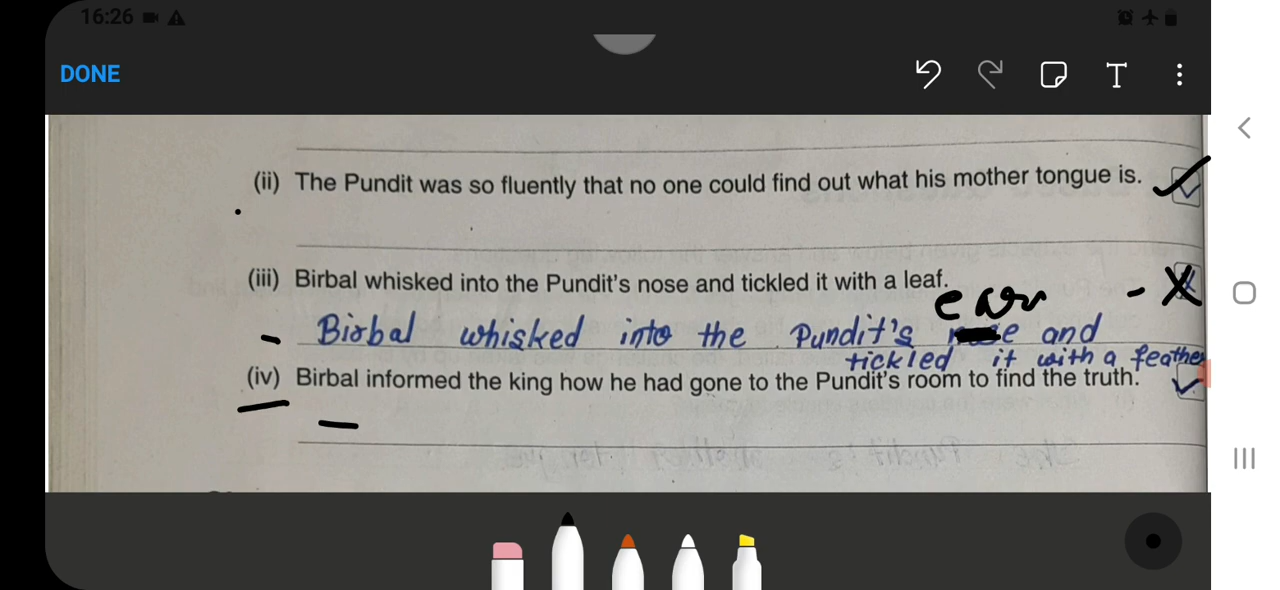 16:26
DONE
T
(ii) The Pundit was so fluently that no one could find out what his mother tongue is.
(iii) Birbal whisked into the Pundit's nose and tickled it with a leaf.
ear
- Birbal whisked into the Pundit's and
tickled it with a feather
(iv) Birbal informed the king how he had gone to the Pundit's room to find the truth.